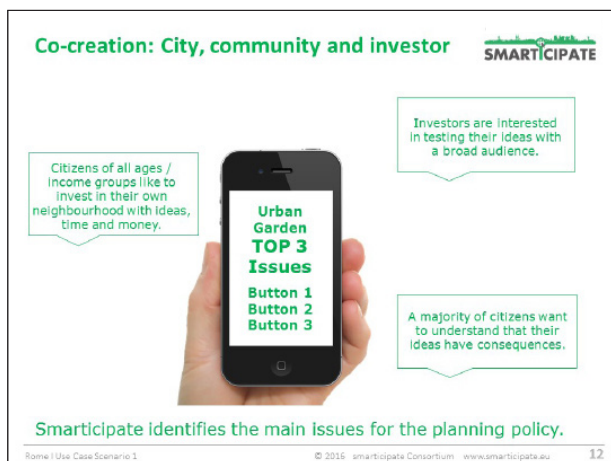 Co-creation: City, community and investor
SMARTICIPATE
Investors are interested
in testing their ideas with
a broad audience.
Citizens of all ages /
income groups like to
invest in their own
neighbourhood with ideas,
time and money.
Urban
Garden
TOP 3
Issues
Button 1
Button 2
Button 3
A majority of citizens want
to understand that their
ideas have consequences.
Smarticipate identifies the main issues for the planning policy.
Rome I Use Case Scenario 1
© 2016 smarticipate Consortium www.smarticipate.eu
12